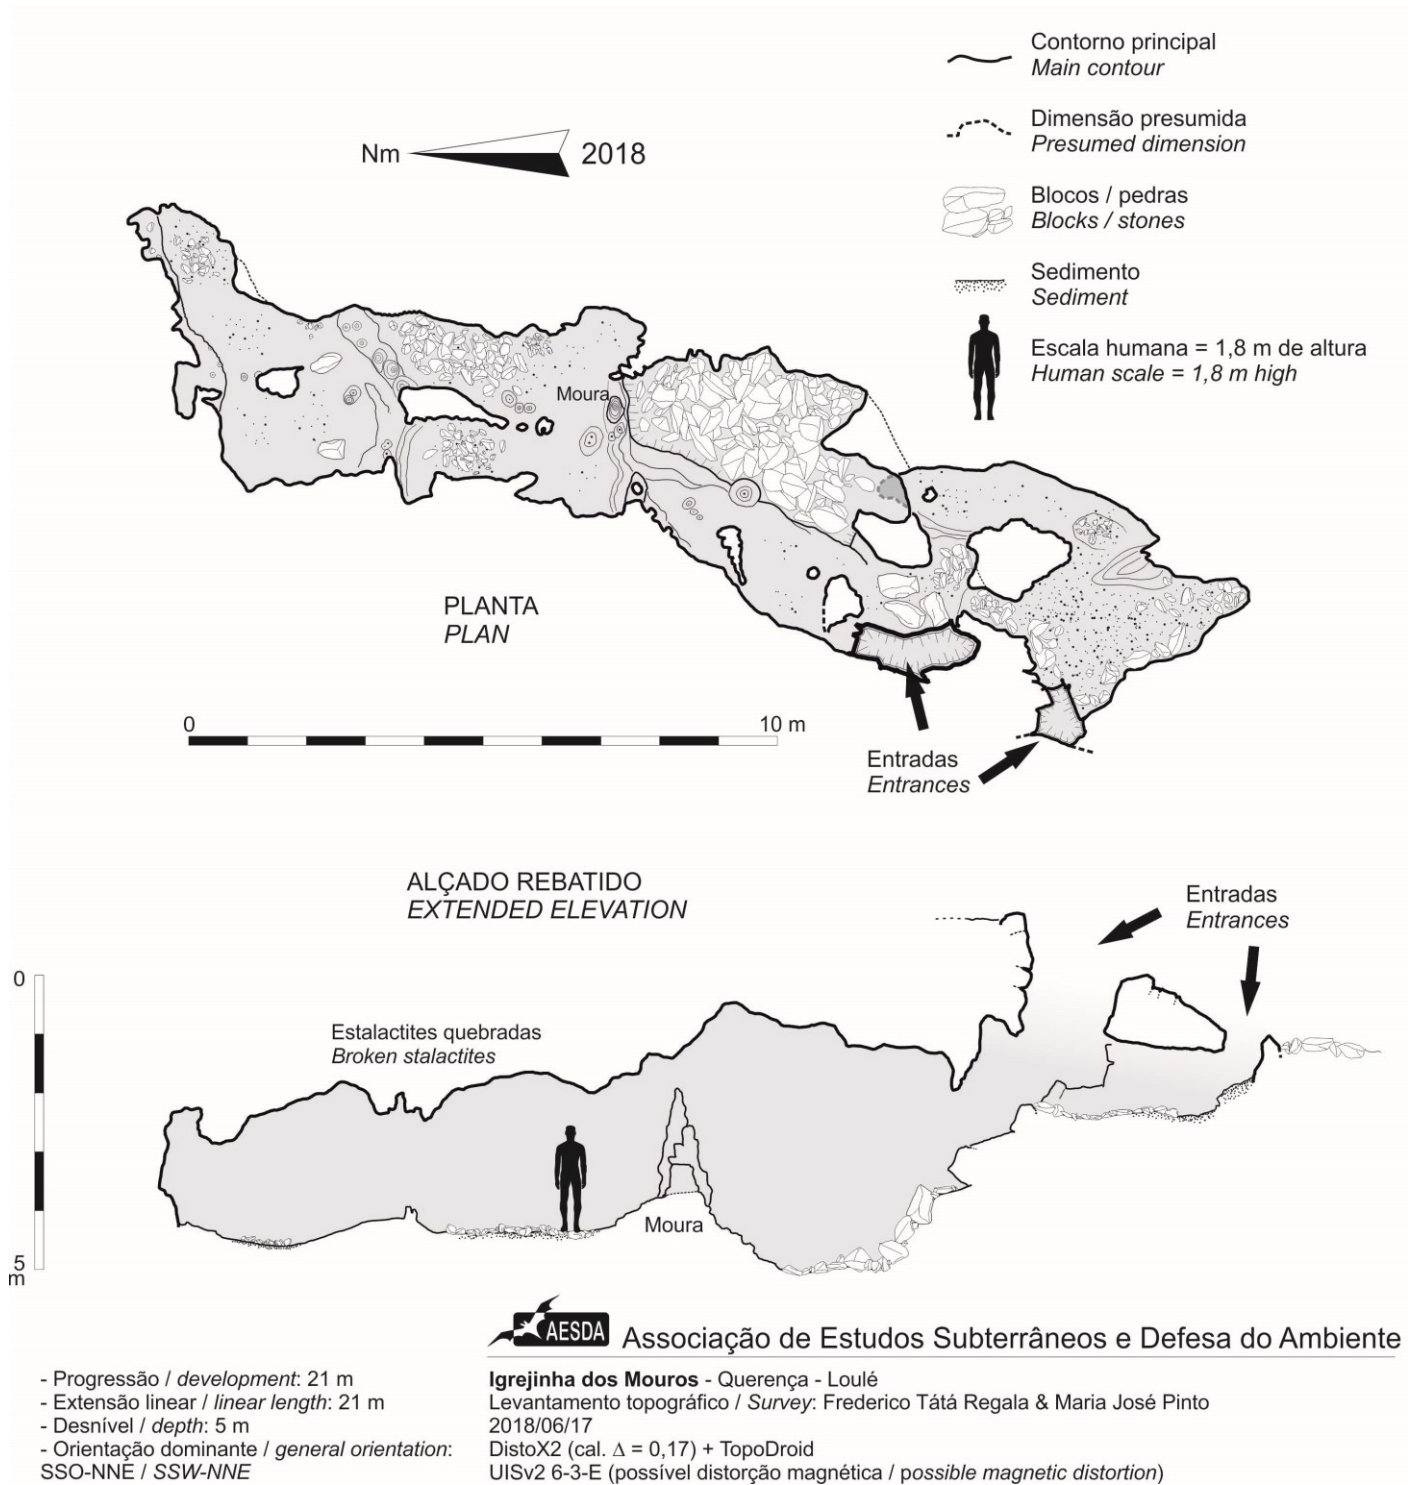 Contorno principal
Main contour
Dimensão presumida
Presumed dimension
Blocos / pedras
Blocks / stones
Sedimento
Sediment
Escala humana = 1,8 m de altura
Human scale = 1,8 m high
Nm 2018
Moura
PLANTA
PLAN
0 10 m
Entradas
Entrances
ALÇADO REBATIDO
EXTENDED ELEVATION
Entradas
Entrances
0
Estalactites quebradas
Broken stalactites
Moura
5
m
AESDA Associação de Estudos Subterrâneos e Defesa do Ambiente
- Progressão / development: 21 m
- Extensão linear / linear length: 21 m
- Desnível / depth: 5 m
- Orientação dominante / general orientation:
SSO-NNE / SSW-NNE
Igrejinha dos Mouros - Querença - Loulé
Levantamento topográfico / Survey: Frederico Tátá Regala & Maria José Pinto
2018/06/17
DistoX2 (cal. Δ = 0,17) + TopoDroid
UISv2 6-3-E (possível distorção magnética / possible magnetic distortion)